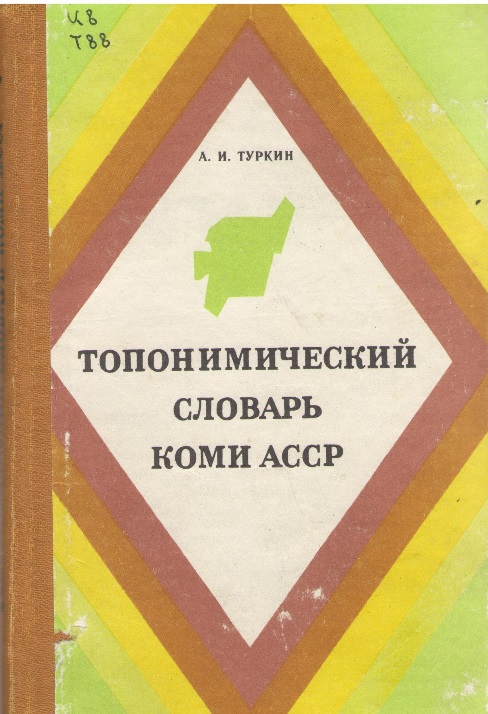 Ц8
Т88
А. И. ТУРКИН
ТОПОНИМИЧЕСКИЙ
СЛОВАРЬ
КОМИ АССР